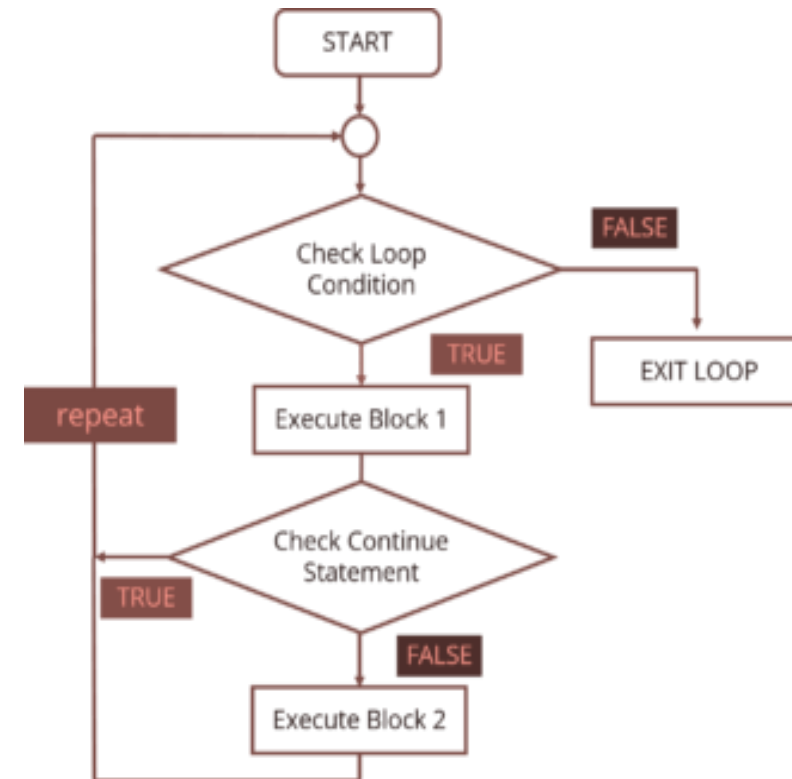 START
Check Loop
Condition
FALSE
TRUE
EXIT LOOP
repeat
Execute Block 1
Check Continue
Statement
TRUE
FALSE
Execute Block 2